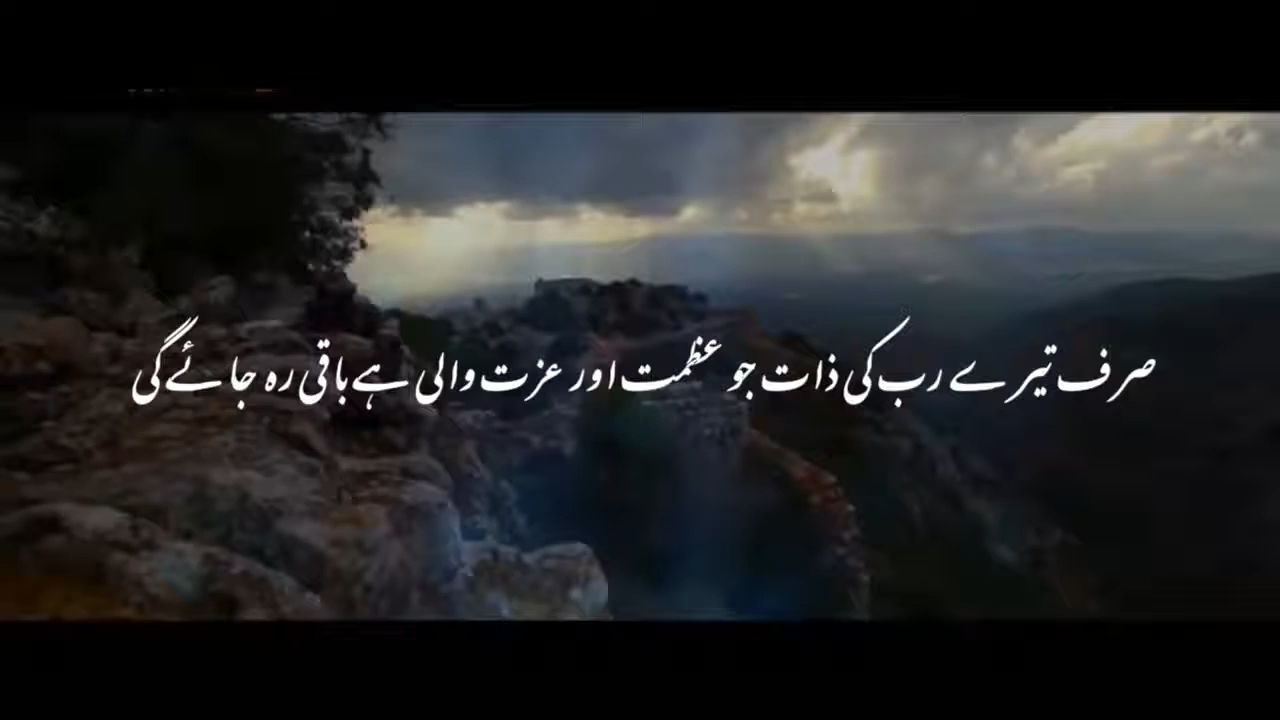 صرف تیرے رب کی ذات جو عظمت اور عزت والی ہے باقی رہ جائے گی